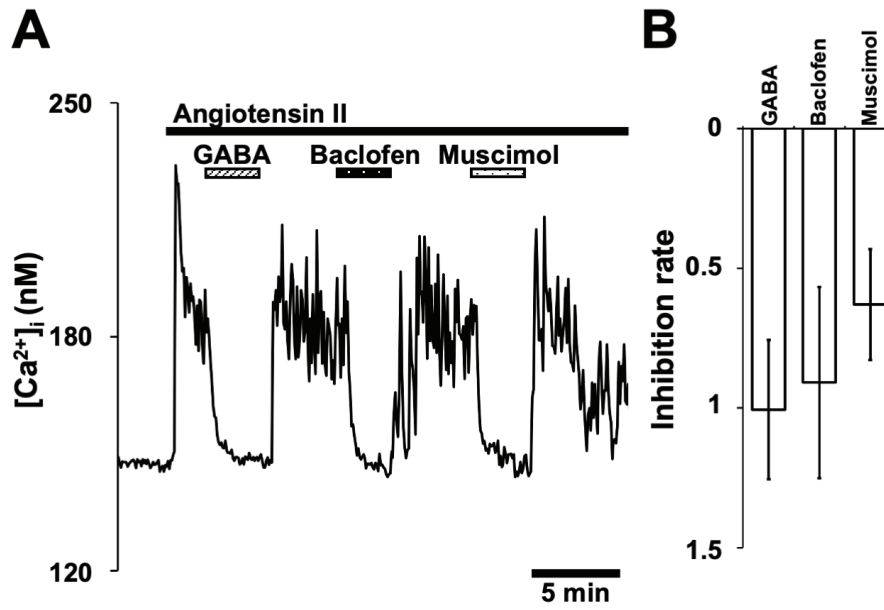 A
250
Angiotensin II
GABA Baclofen Muscimol
[Ca²⁺]ᵢ (nM)
180
120
5 min
B
GABA
Baclofen
Muscimol
Inhibition rate
0
0.5
1
1.5